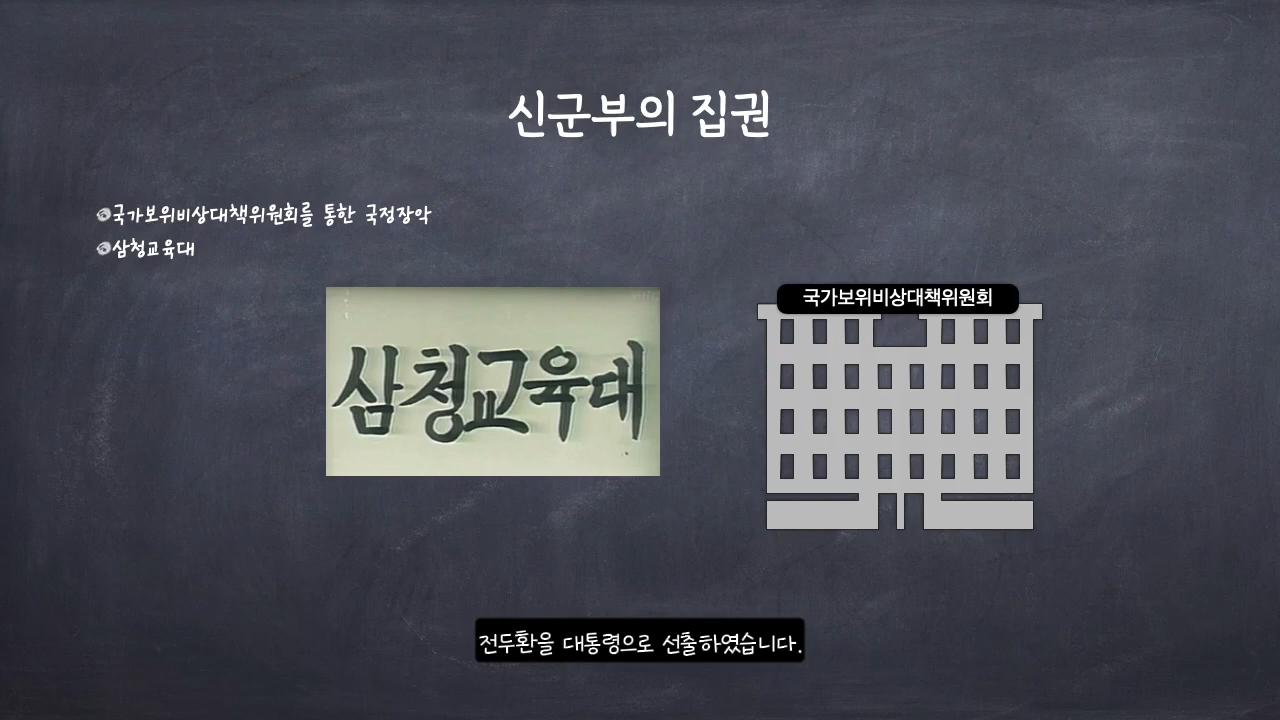 신군부의 집권
국가보위비상대책위원회를 통한 국정장악
삼청교육대
삼청교육대
국가보위비상대책위원회
전두환을 대통령으로 선출하였습니다.